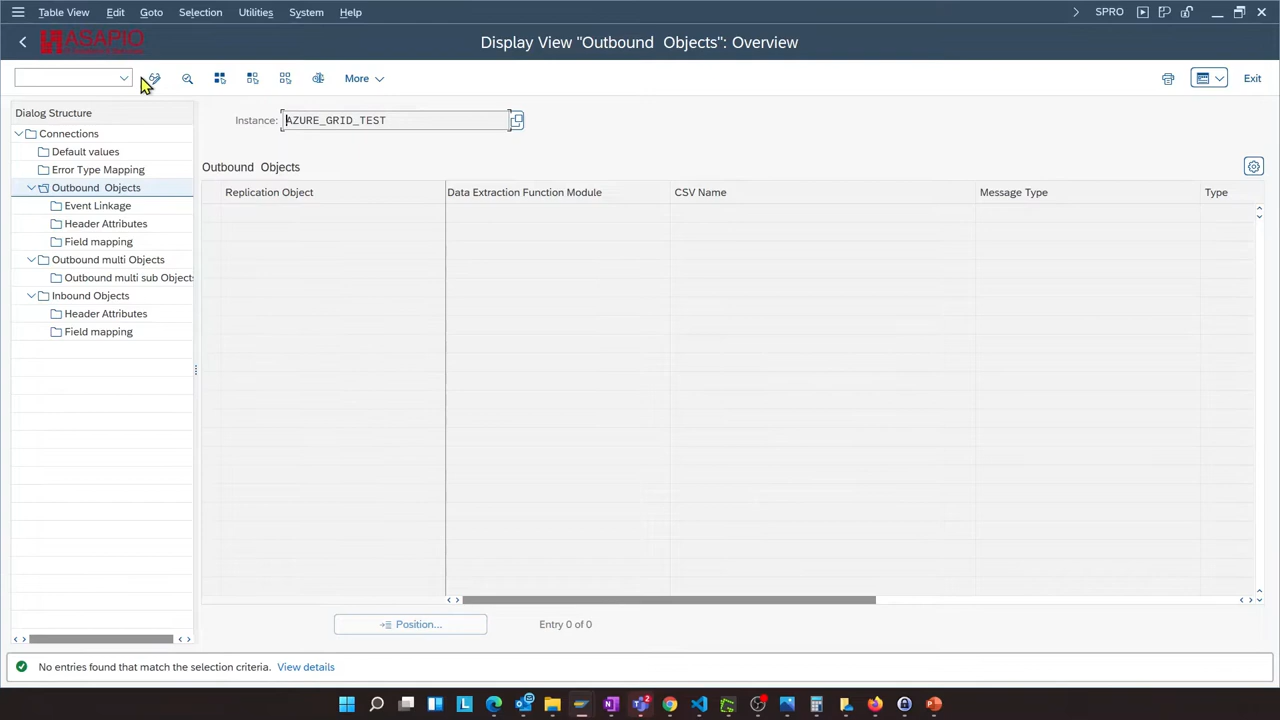 Table View Edit Goto Selection Utilities System Help SPRO
ASAPIO Display View "Outbound Objects": Overview
More Exit
Dialog Structure
Connections
Default values
Error Type Mapping
Outbound Objects
Event Linkage
Header Attributes
Field mapping
Outbound multi Objects
Outbound multi sub Objects
Inbound Objects
Header Attributes
Field mapping
Instance: AZURE_GRID_TEST
Outbound Objects
Replication Object Data Extraction Function Module CSV Name Message Type Type
Position... Entry 0 of 0
No entries found that match the selection criteria. View details
2